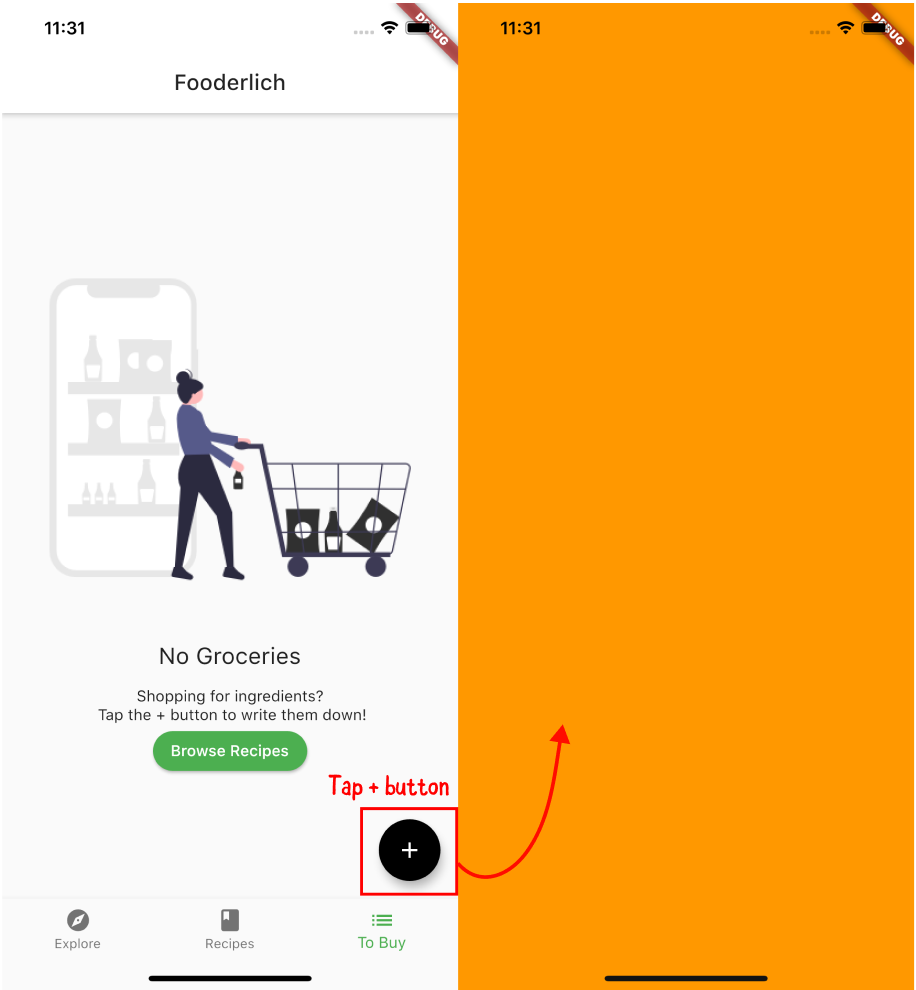 11:31
DEBUG
Fooderlich
No Groceries
Shopping for ingredients?
Tap the + button to write them down!
Browse Recipes
Tap + button
+
Explore
Recipes
To Buy
11:31
DEBUG